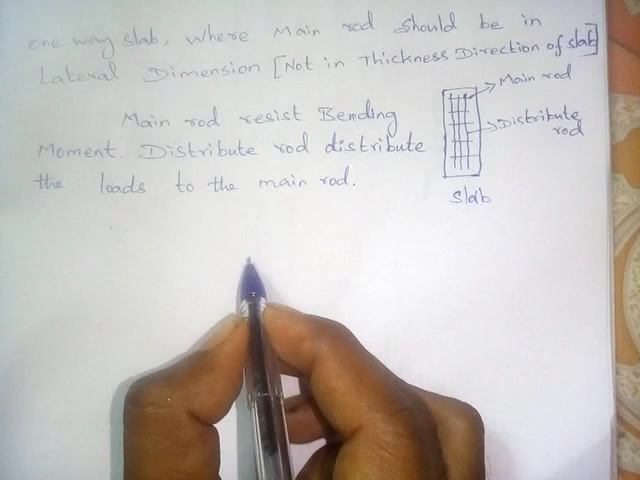 one way slab, Where Main rod Should be in
Lateral Dimension [Not in Thickness Direction of slab]
Main rod resist Bending
Moment. Distribute rod distribute
the loads to the main rod.
Main rod
Distribute
rod
Slab